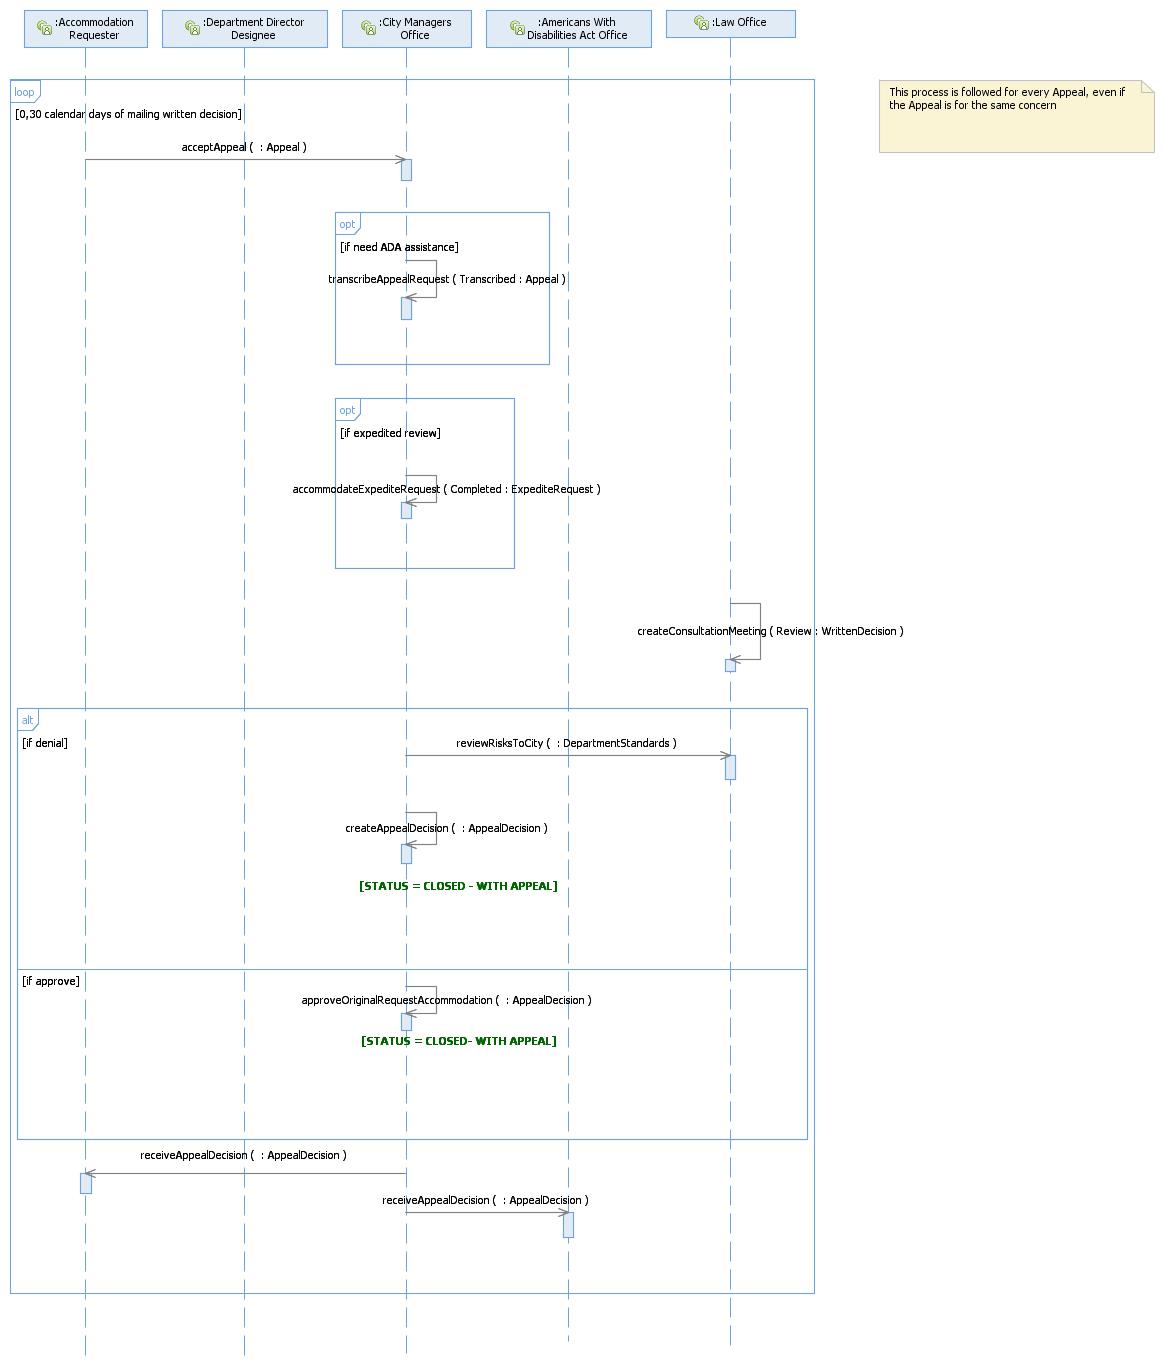 :Accommodation
Requester
:Department Director
Designee
:City Managers
Office
:Americans With
Disabilities Act Office
:Law Office
loop
[0,30 calendar days of mailing written decision]
This process is followed for every Appeal, even if
the Appeal is for the same concern
acceptAppeal ( : Appeal )
opt
[if need ADA assistance]
transcribeAppealRequest ( Transcribed : Appeal )
opt
[if expedited review]
accommodateExpediteRequest ( Completed : ExpediteRequest )
createConsultationMeeting ( Review : WrittenDecision )
alt
[if denial]
reviewRisksToCity ( : DepartmentStandards )
createAppealDecision ( : AppealDecision )
[STATUS = CLOSED - WITH APPEAL]
[if approve]
approveOriginalRequestAccommodation ( : AppealDecision )
[STATUS = CLOSED- WITH APPEAL]
receiveAppealDecision ( : AppealDecision )
receiveAppealDecision ( : AppealDecision )